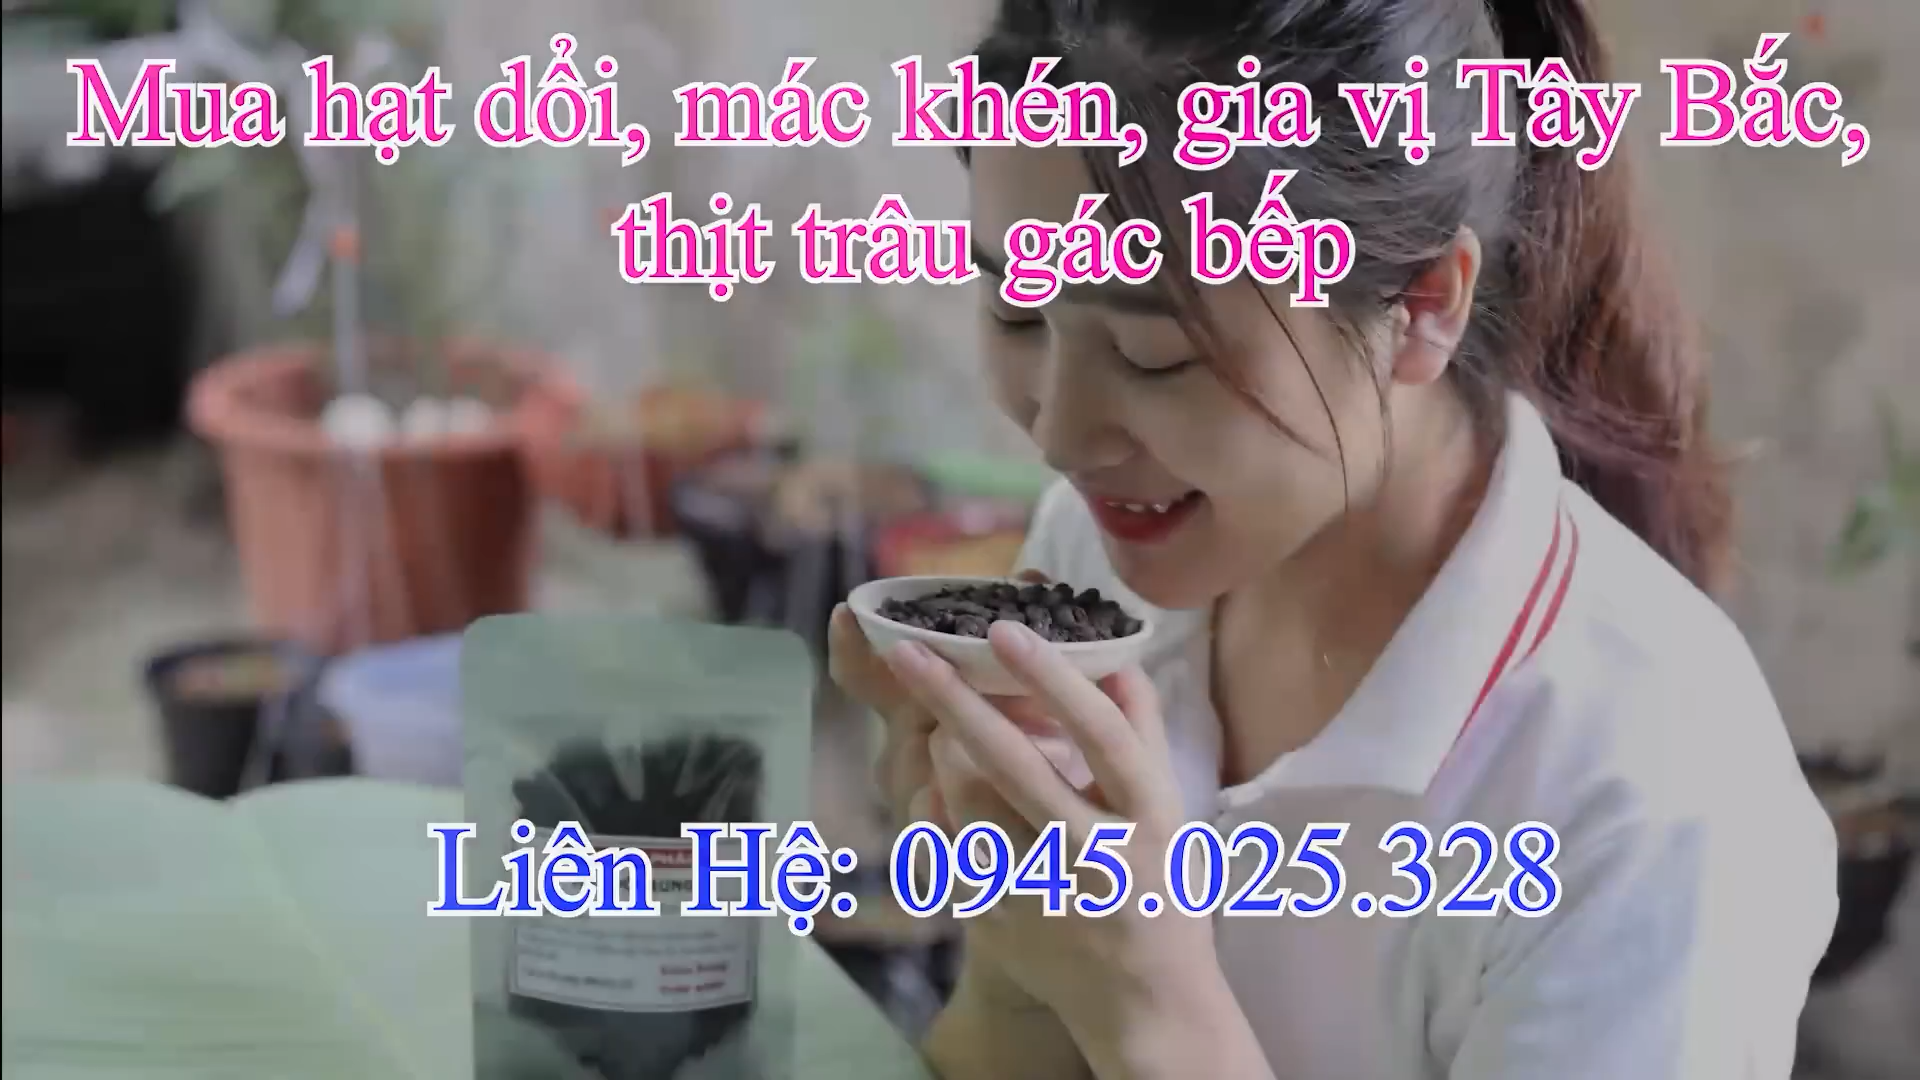 Mua hạt dổi, mác khén, gia vị Tây Bắc,
thịt trâu gác bếp
Liên Hệ: 0945.025.328